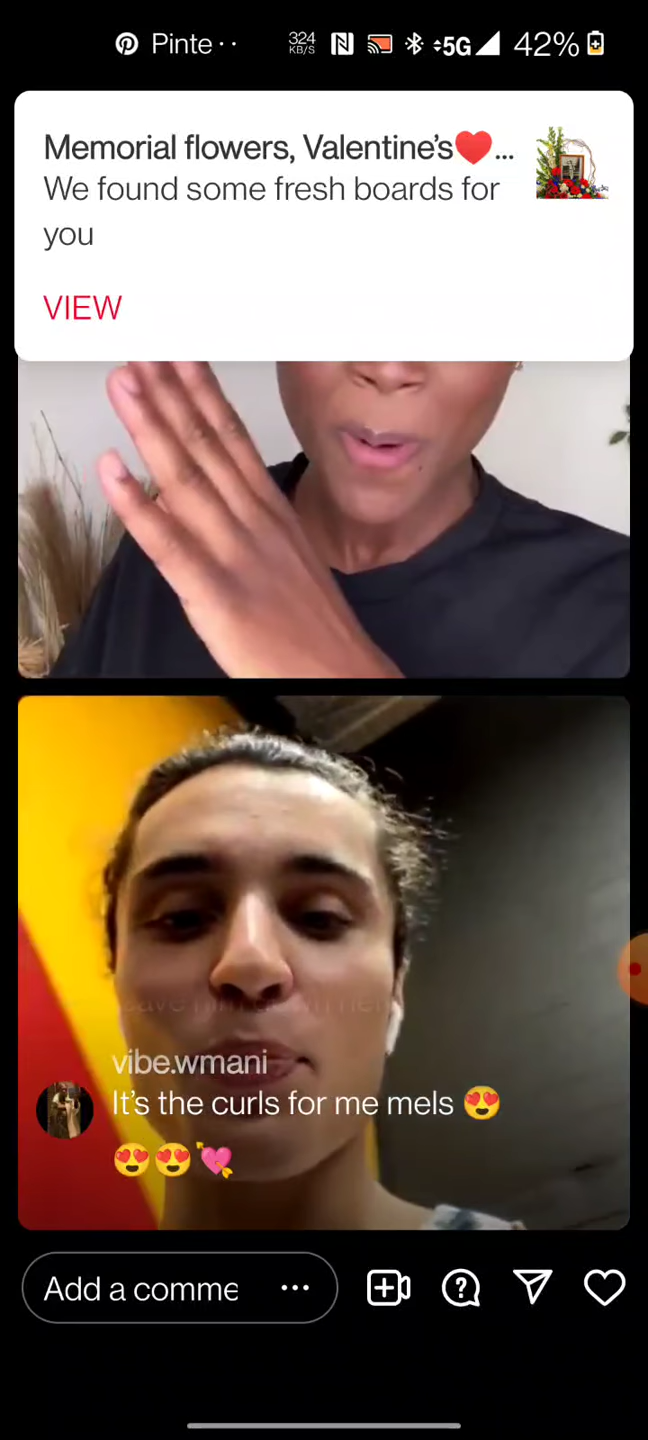 Pinte
324
KB/S
5G
42%
Memorial flowers, Valentine's❤️...
We found some fresh boards for
you
VIEW
vibe.wmani
It's the curls for me mels 😍
😍😍💘
Add a comme